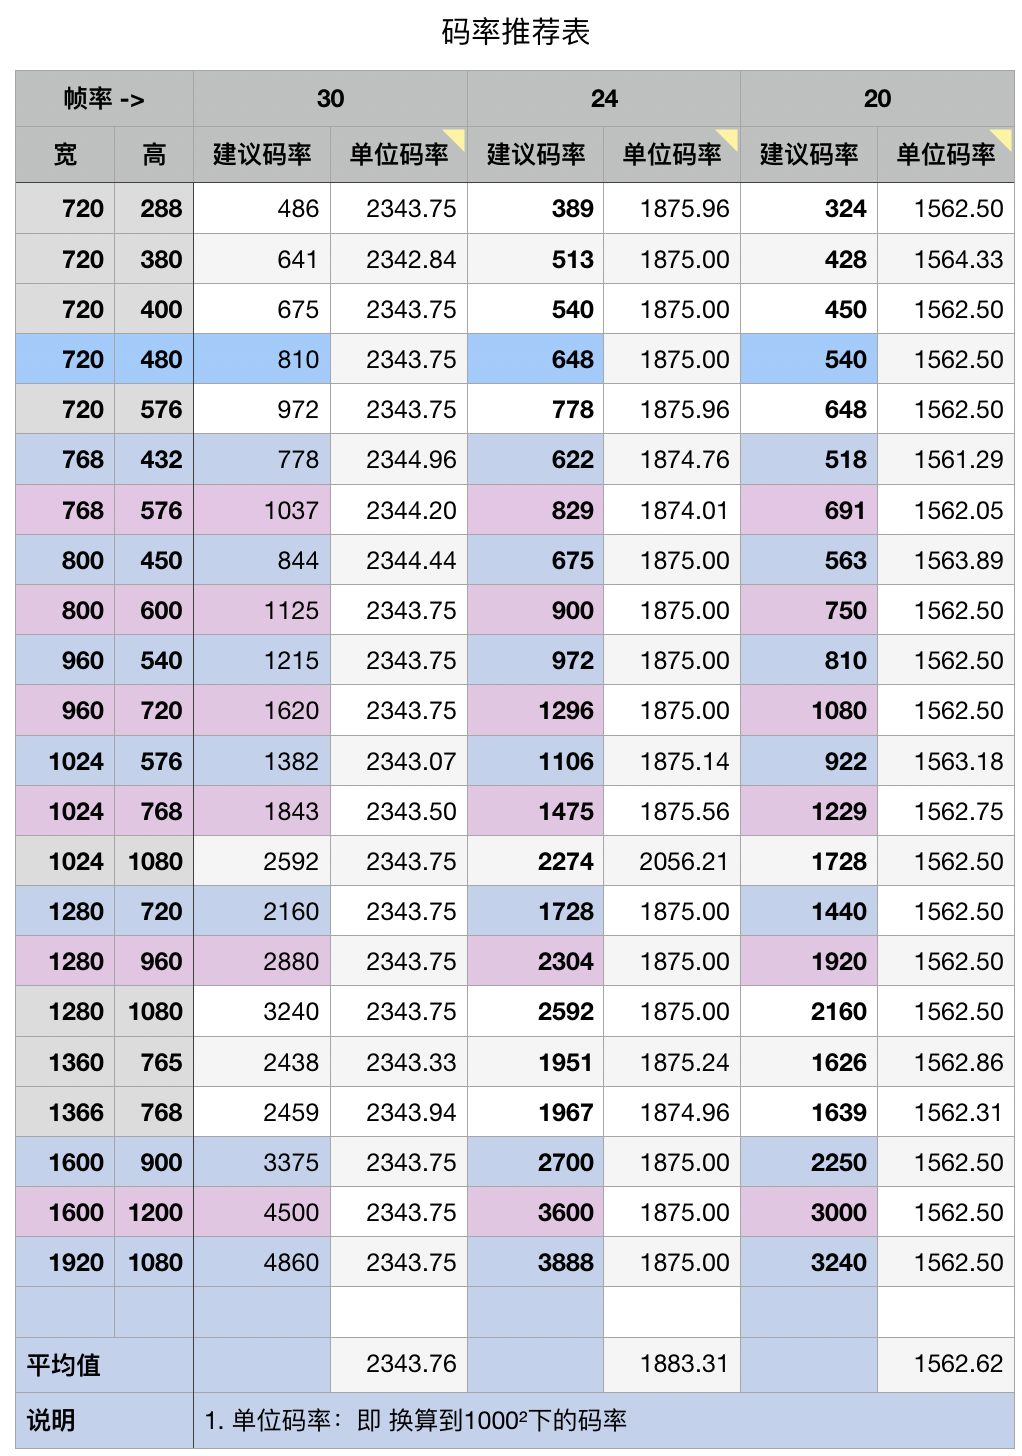 码率推荐表
帧率 -> 30 24 20
宽 高 建议码率 单位码率 建议码率 单位码率 建议码率 单位码率
720 288 486 2343.75 389 1875.96 324 1562.50
720 380 641 2342.84 513 1875.00 428 1564.33
720 400 675 2343.75 540 1875.00 450 1562.50
720 480 810 2343.75 648 1875.00 540 1562.50
720 576 972 2343.75 778 1875.96 648 1562.50
768 432 778 2344.96 622 1874.76 518 1561.29
768 576 1037 2344.20 829 1874.01 691 1562.05
800 450 844 2344.44 675 1875.00 563 1563.89
800 600 1125 2343.75 900 1875.00 750 1562.50
960 540 1215 2343.75 972 1875.00 810 1562.50
960 720 1620 2343.75 1296 1875.00 1080 1562.50
1024 576 1382 2343.07 1106 1875.14 922 1563.18
1024 768 1843 2343.50 1475 1875.56 1229 1562.75
1024 1080 2592 2343.75 2274 2056.21 1728 1562.50
1280 720 2160 2343.75 1728 1875.00 1440 1562.50
1280 960 2880 2343.75 2304 1875.00 1920 1562.50
1280 1080 3240 2343.75 2592 1875.00 2160 1562.50
1360 765 2438 2343.33 1951 1875.24 1626 1562.86
1366 768 2459 2343.94 1967 1874.96 1639 1562.31
1600 900 3375 2343.75 2700 1875.00 2250 1562.50
1600 1200 4500 2343.75 3600 1875.00 3000 1562.50
1920 1080 4860 2343.75 3888 1875.00 3240 1562.50
平均值 2343.76 1883.31 1562.62
说明 1. 单位码率：即 换算到1000²下的码率